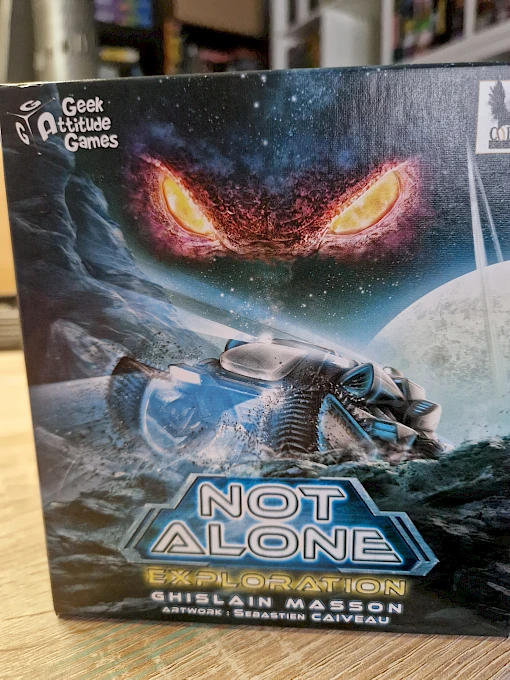 Geek
Attitude
Games
NOT
ALONE
EXPLORATION
GHISLAIN MASSON
ARTWORK : SEBASTIEN CAIVEAU